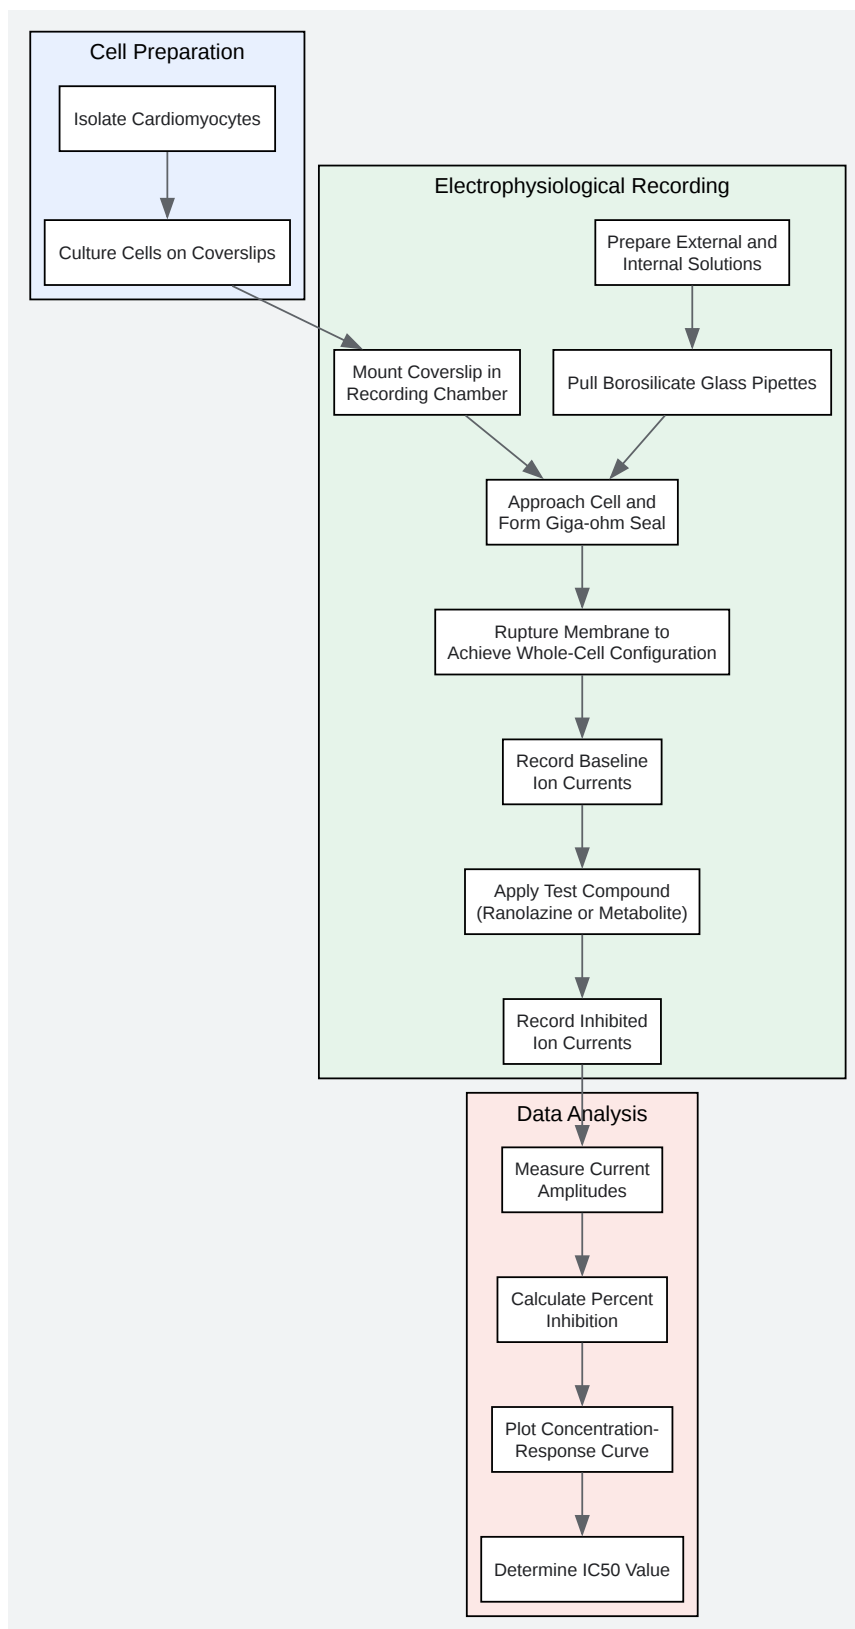 Cell Preparation
Isolate Cardiomyocytes
Culture Cells on Coverslips
Electrophysiological Recording
Prepare External and
Internal Solutions
Mount Coverslip in
Recording Chamber
Pull Borosilicate Glass Pipettes
Approach Cell and
Form Giga-ohm Seal
Rupture Membrane to
Achieve Whole-Cell Configuration
Record Baseline
Ion Currents
Apply Test Compound
(Ranolazine or Metabolite)
Record Inhibited
Ion Currents
Data Analysis
Measure Current
Amplitudes
Calculate Percent
Inhibition
Plot Concentration-
Response Curve
Determine IC50 Value